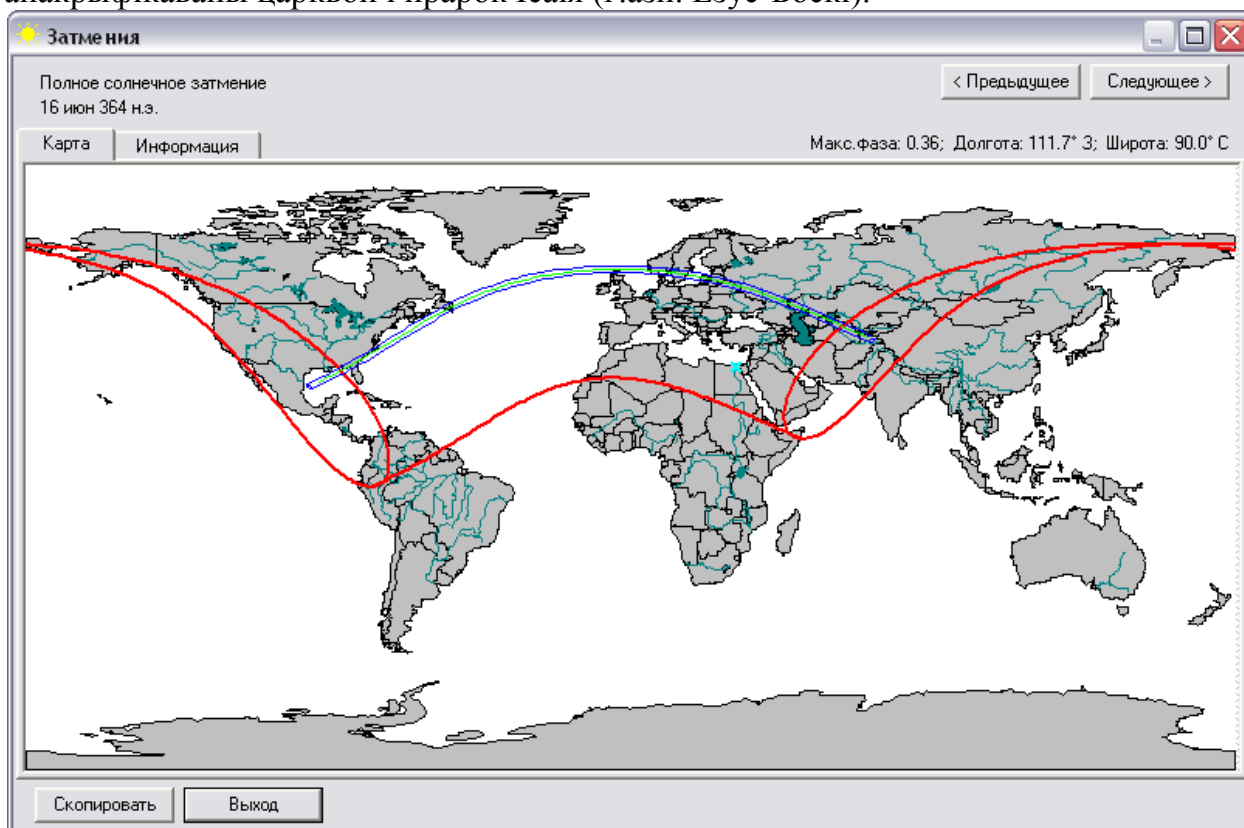 Затмения
Полное солнечное затмение
16 июн 364 н.э.
< Предыдущее Следующее >
Карта Информация
Макс.фаза: 0.36; Долгота: 111.7° З; Широта: 90.0° С
Скопировать Выход